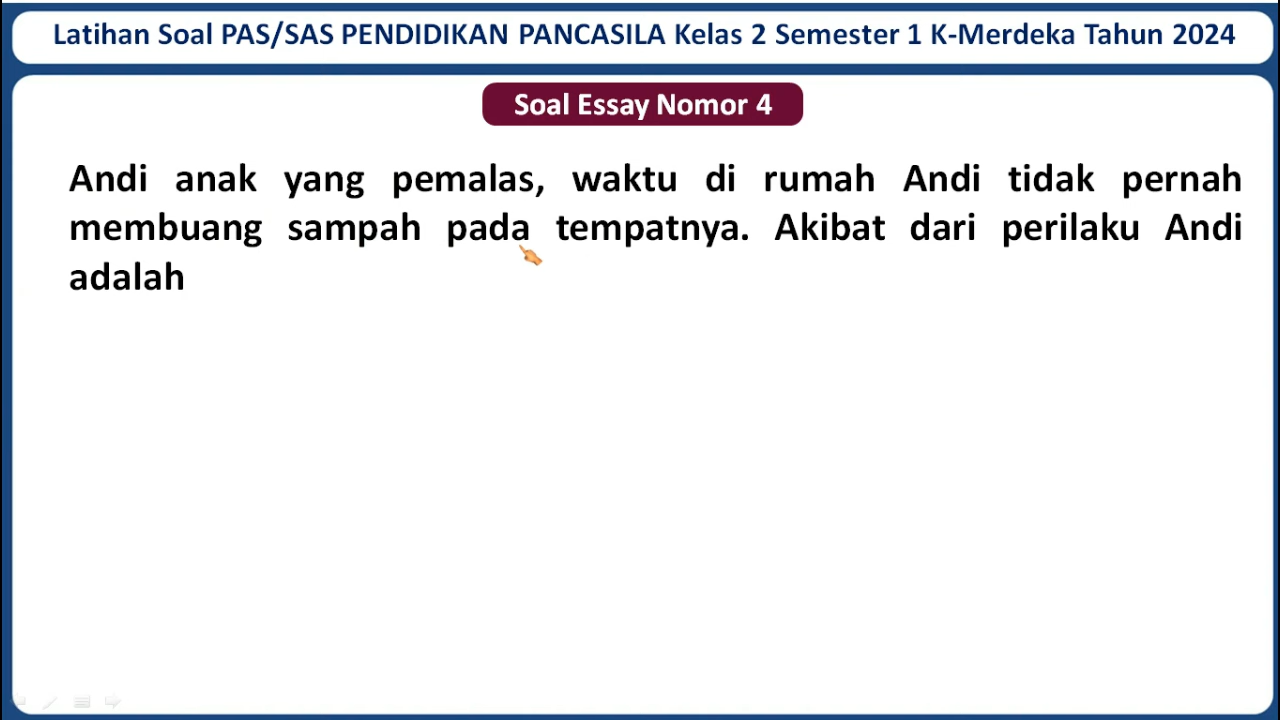 Latihan Soal PAS/SAS PENDIDIKAN PANCASILA Kelas 2 Semester 1 K-Merdeka Tahun 2024
Soal Essay Nomor 4
Andi anak yang pemalas, waktu di rumah Andi tidak pernah
membuang sampah pada tempatnya. Akibat dari perilaku Andi
adalah